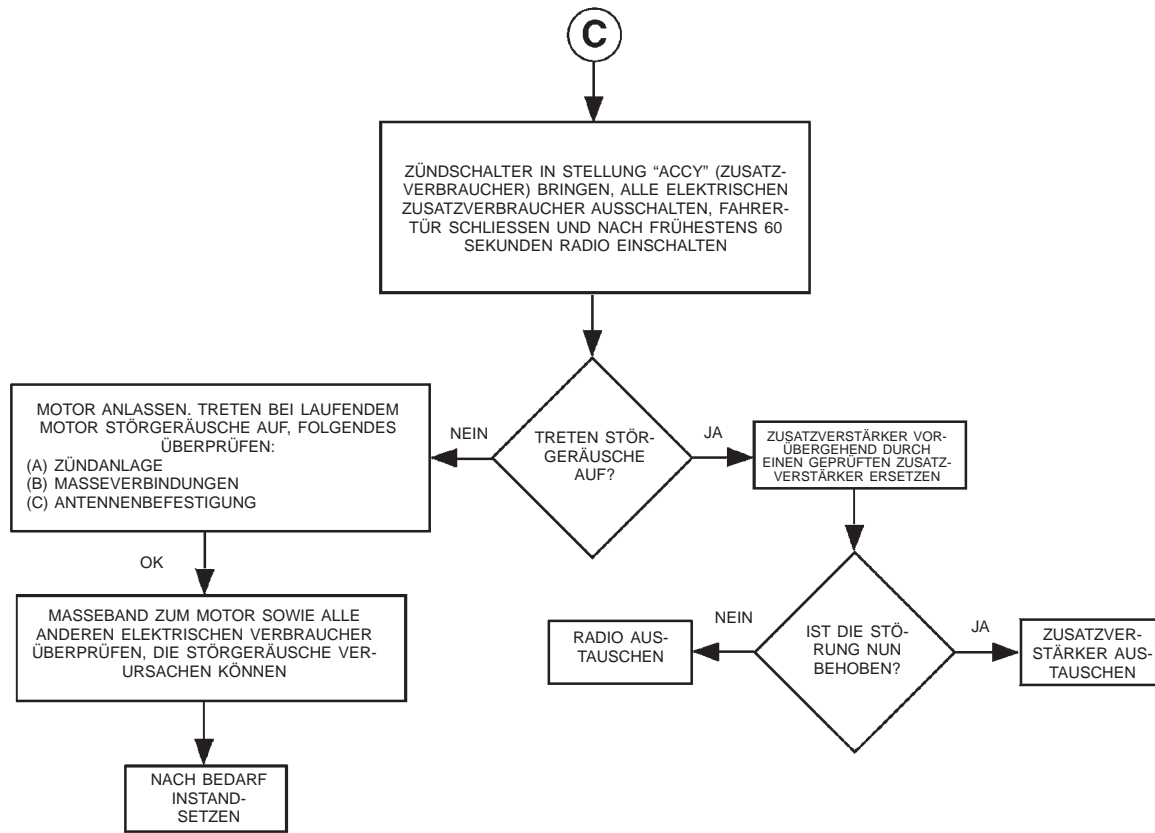 C
ZÜNDSCHALTER IN STELLUNG “ACCY” (ZUSATZ-
VERBRAUCHER) BRINGEN, ALLE ELEKTRISCHEN
ZUSATZVERBRAUCHER AUSSCHALTEN, FAHRER-
TÜR SCHLIESSEN UND NACH FRÜHESTENS 60
SEKUNDEN RADIO EINSCHALTEN
TRETEN STÖR-
GERÄUSCHE
AUF?
NEIN
MOTOR ANLASSEN. TRETEN BEI LAUFENDEM
MOTOR STÖRGERÄUSCHE AUF, FOLGENDES
ÜBERPRÜFEN:
(A) ZÜNDANLAGE
(B) MASSEVERBINDUNGEN
(C) ANTENNENBEFESTIGUNG
OK
MASSEBAND ZUM MOTOR SOWIE ALLE
ANDEREN ELEKTRISCHEN VERBRAUCHER
ÜBERPRÜFEN, DIE STÖRGERÄUSCHE VER-
URSACHEN KÖNNEN
NACH BEDARF
INSTAND-
SETZEN
JA
ZUSATZVERSTÄRKER VOR-
ÜBERGEHEND DURCH
EINEN GEPRÜFTEN ZUSATZ-
VERSTÄRKER ERSETZEN
IST DIE STÖ-
RUNG NUN
BEHOBEN?
NEIN
RADIO AUS-
TAUSCHEN
JA
ZUSATZVER-
STÄRKER AUS-
TAUSCHEN